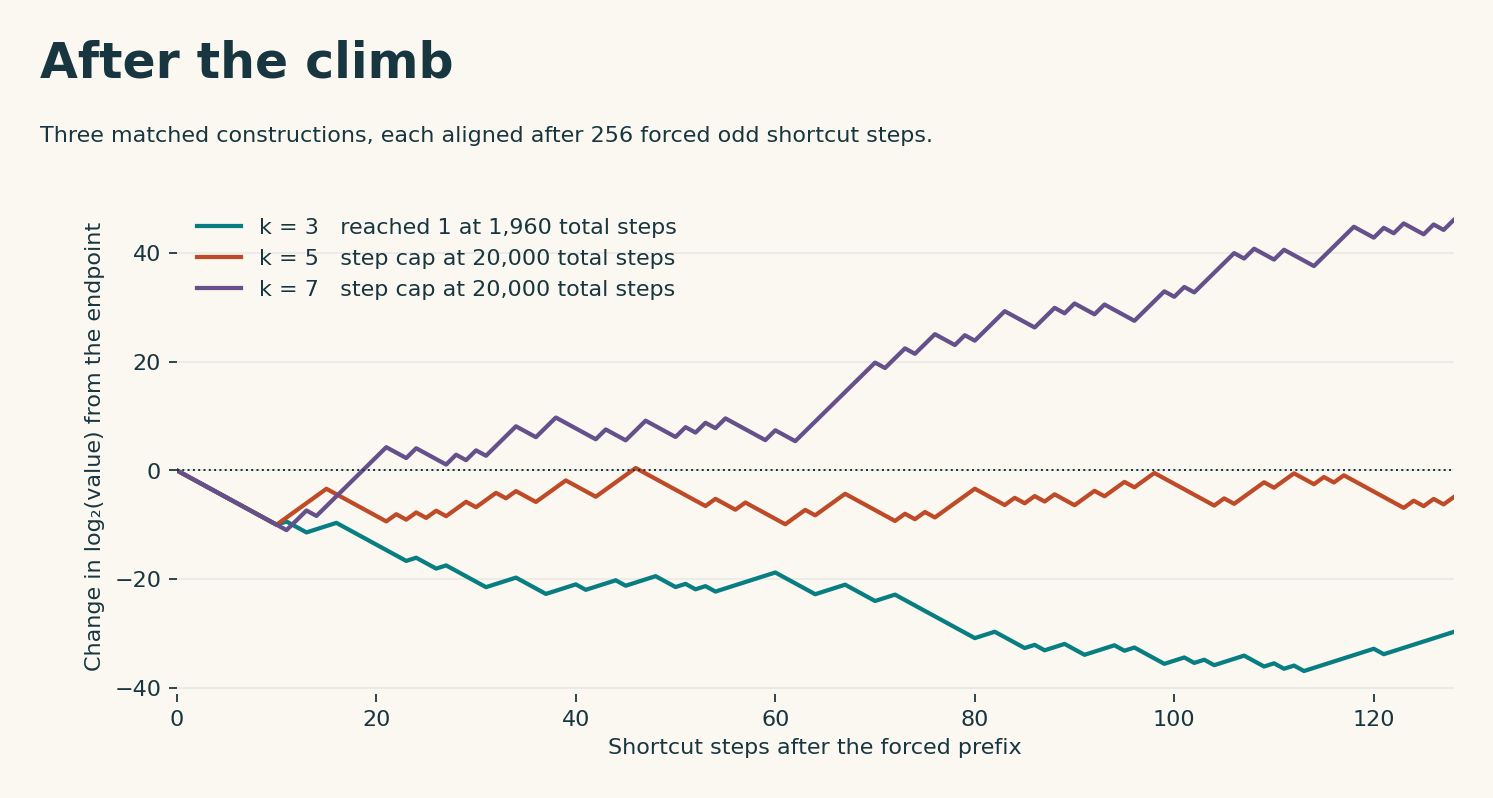 After the climb
Three matched constructions, each aligned after 256 forced odd shortcut steps.
k = 3   reached 1 at 1,960 total steps
k = 5   step cap at 20,000 total steps
k = 7   step cap at 20,000 total steps
Change in log₂(value) from the endpoint
40
20
0
−20
−40
0 20 40 60 80 100 120
Shortcut steps after the forced prefix